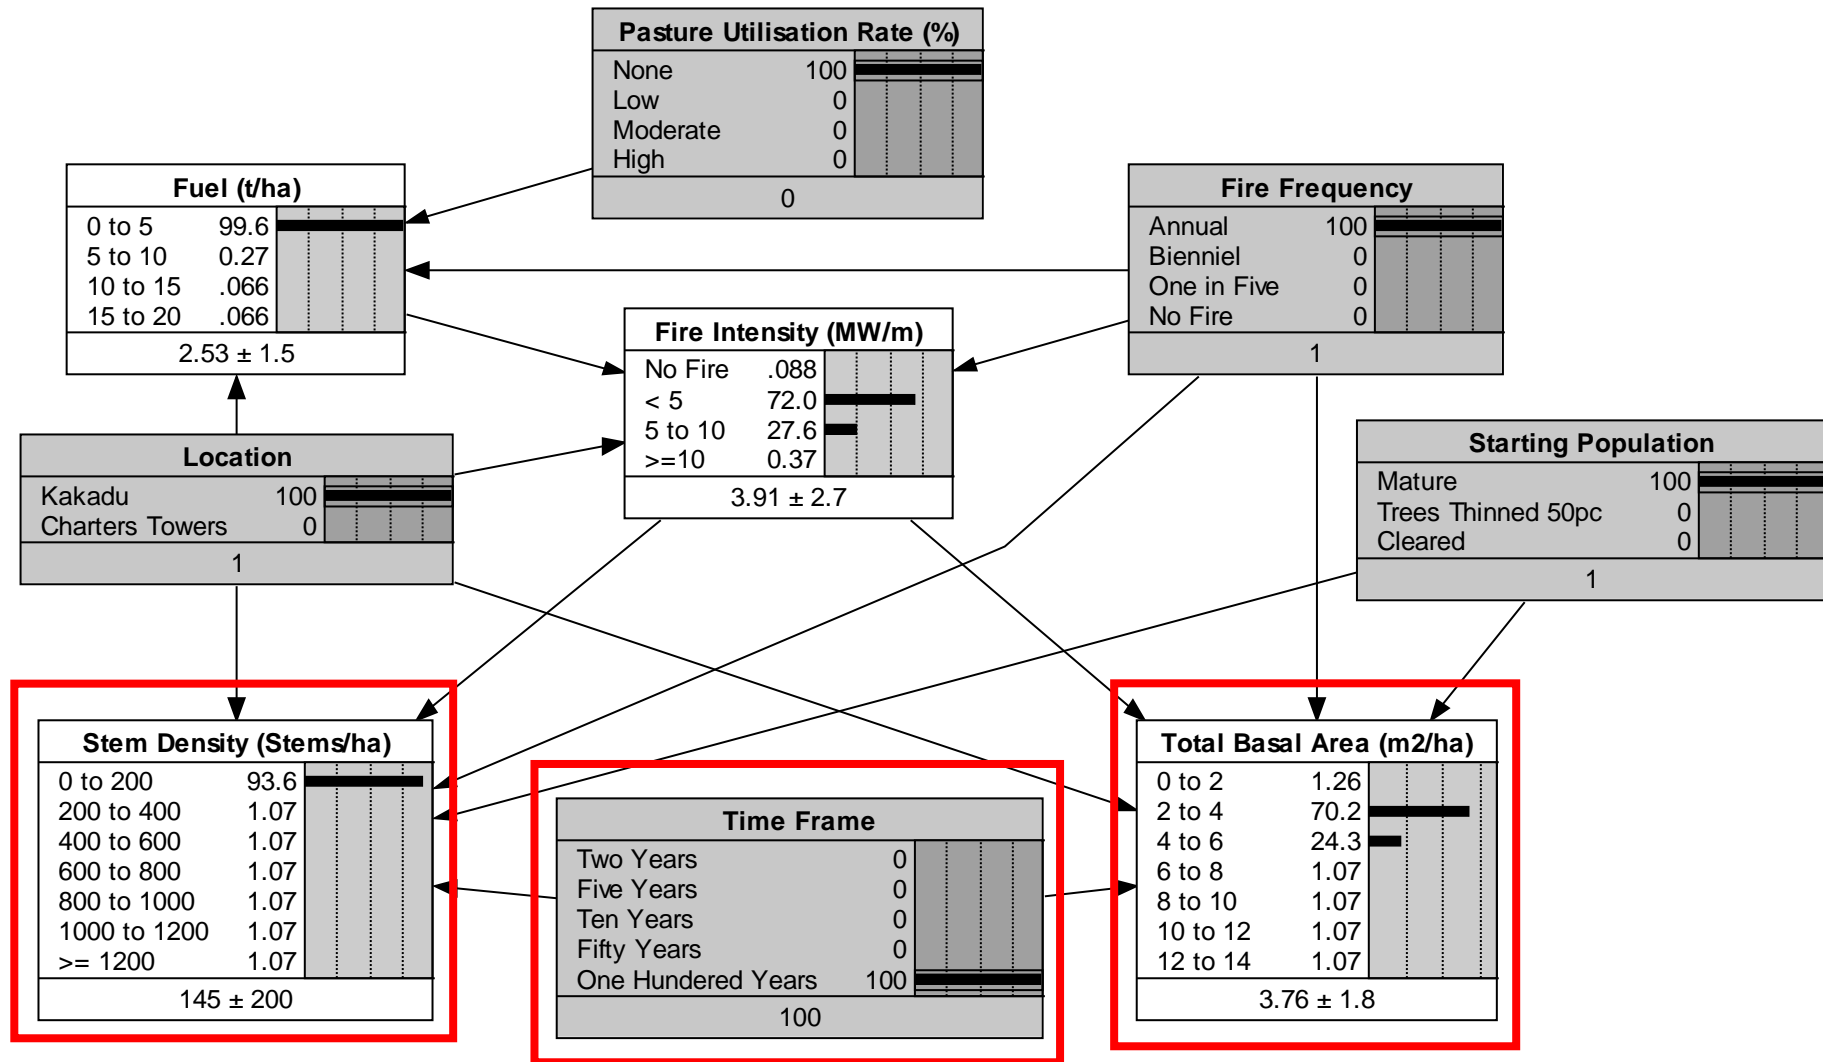 Pasture Utilisation Rate (%)
None 100
Low 0
Moderate 0
High 0
0
Fuel (t/ha)
0 to 5 99.6
5 to 10 0.27
10 to 15 .066
15 to 20 .066
2.53 ± 1.5
Fire Frequency
Annual 100
Bienniel 0
One in Five 0
No Fire 0
1
Fire Intensity (MW/m)
No Fire .088
< 5 72.0
5 to 10 27.6
>=10 0.37
3.91 ± 2.7
Location
Kakadu 100
Charters Towers 0
1
Starting Population
Mature 100
Trees Thinned 50pc 0
Cleared 0
1
Stem Density (Stems/ha)
0 to 200 93.6
200 to 400 1.07
400 to 600 1.07
600 to 800 1.07
800 to 1000 1.07
1000 to 1200 1.07
>= 1200 1.07
145 ± 200
Time Frame
Two Years 0
Five Years 0
Ten Years 0
Fifty Years 0
One Hundered Years 100
100
Total Basal Area (m2/ha)
0 to 2 1.26
2 to 4 70.2
4 to 6 24.3
6 to 8 1.07
8 to 10 1.07
10 to 12 1.07
12 to 14 1.07
3.76 ± 1.8